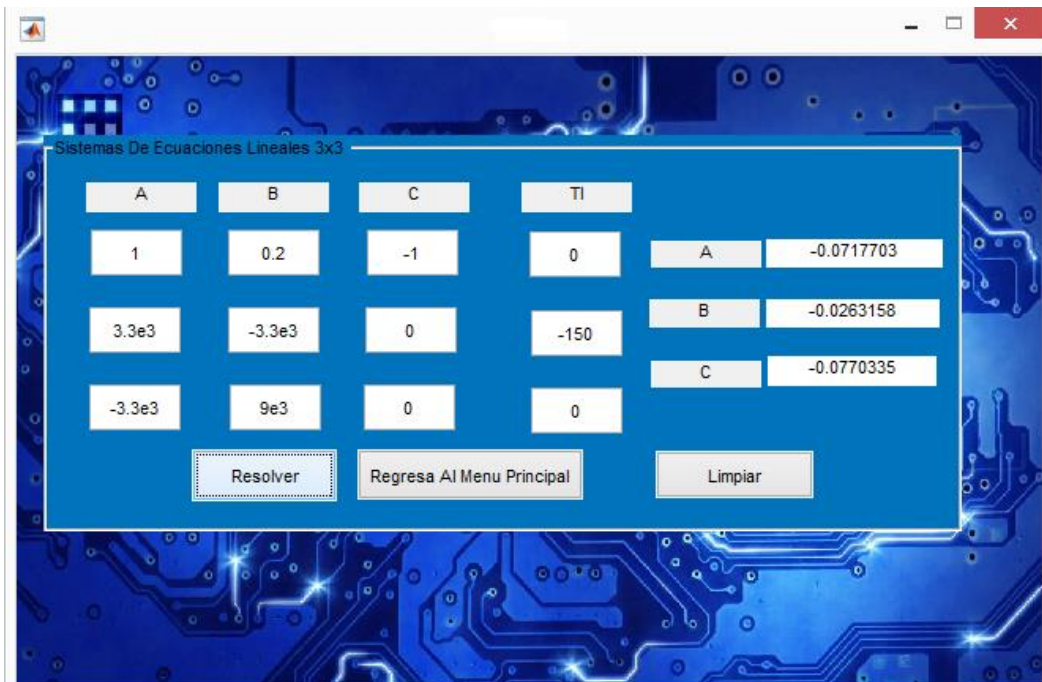 Sistemas De Ecuaciones Lineales 3x3
A B C TI
1 0.2 -1 0
A -0.0717703
3.3e3 -3.3e3 0 -150
B -0.0263158
C -0.0770335
-3.3e3 9e3 0 0
Resolver Regresa Al Menu Principal Limpiar